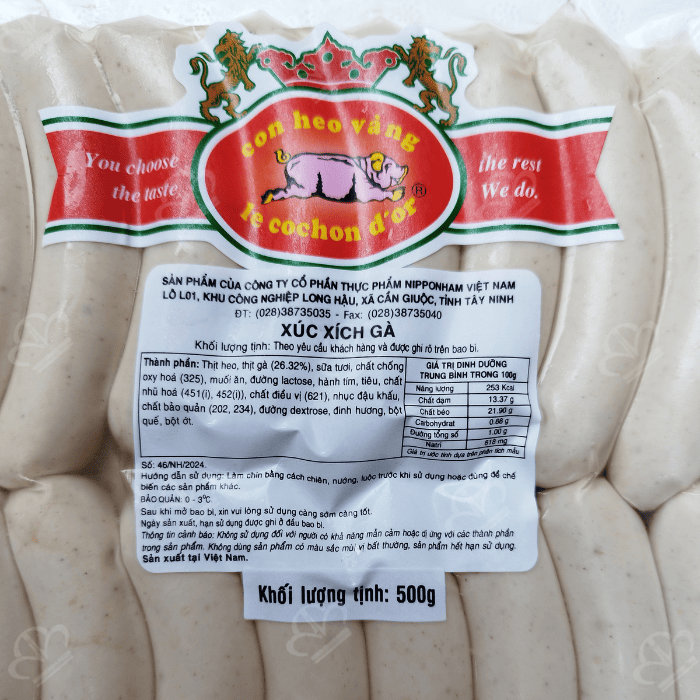 con heo vàng
You choose
the taste
the rest
We do.
®
le cochon d'or
SẢN PHẨM CỦA CÔNG TY CỔ PHẦN THỰC PHẨM NIPPONHAM VIỆT NAM
LÔ L01, KHU CÔNG NGHIỆP LONG HẬU, XÃ CẦN GIUỘC, TỈNH TÂY NINH
ĐT: (028)38735035 - Fax: (028)38735040
XÚC XÍCH GÀ
Khối lượng tịnh: Theo yêu cầu khách hàng và được ghi rõ trên bao bì.
Thành phần: Thịt heo, thịt gà (26.32%), sữa tươi, chất chống
oxy hoá (325), muối ăn, đường lactose, hành tím, tiêu, chất
nhũ hoá (451(i), 452(i)), chất điều vị (621), nhục đậu khấu,
chất bảo quản (202, 234), đường dextrose, đinh hương, bột
quế, bột ớt.
GIÁ TRỊ DINH DƯỠNG
TRUNG BÌNH TRONG 100g
Năng lượng 253 Kcal
Chất đạm 13.37 g
Chất béo 21.90 g
Carbohydrat 0.68 g
Đường tổng số 1.00 g
Natri 618 mg
Giá trị ước tính dựa trên phân tích mẫu
Số: 46/NH/2024.
Hướng dẫn sử dụng: Làm chín bằng cách chiên, nướng, luộc trước khi sử dụng hoặc dùng để chế
biến các sản phẩm khác.
BẢO QUẢN: 0 - 3°C
Sau khi mở bao bì, xin vui lòng sử dụng càng sớm càng tốt.
Ngày sản xuất, hạn sử dụng được ghi ở đầu bao bì.
Thông tin cảnh báo: Không sử dụng đối với người có khả năng mẫn cảm hoặc dị ứng với các thành phần
trong sản phẩm. Không dùng sản phẩm có màu sắc mùi vị bất thường, sản phẩm hết hạn sử dụng.
Sản xuất tại Việt Nam.
Khối lượng tịnh: 500g